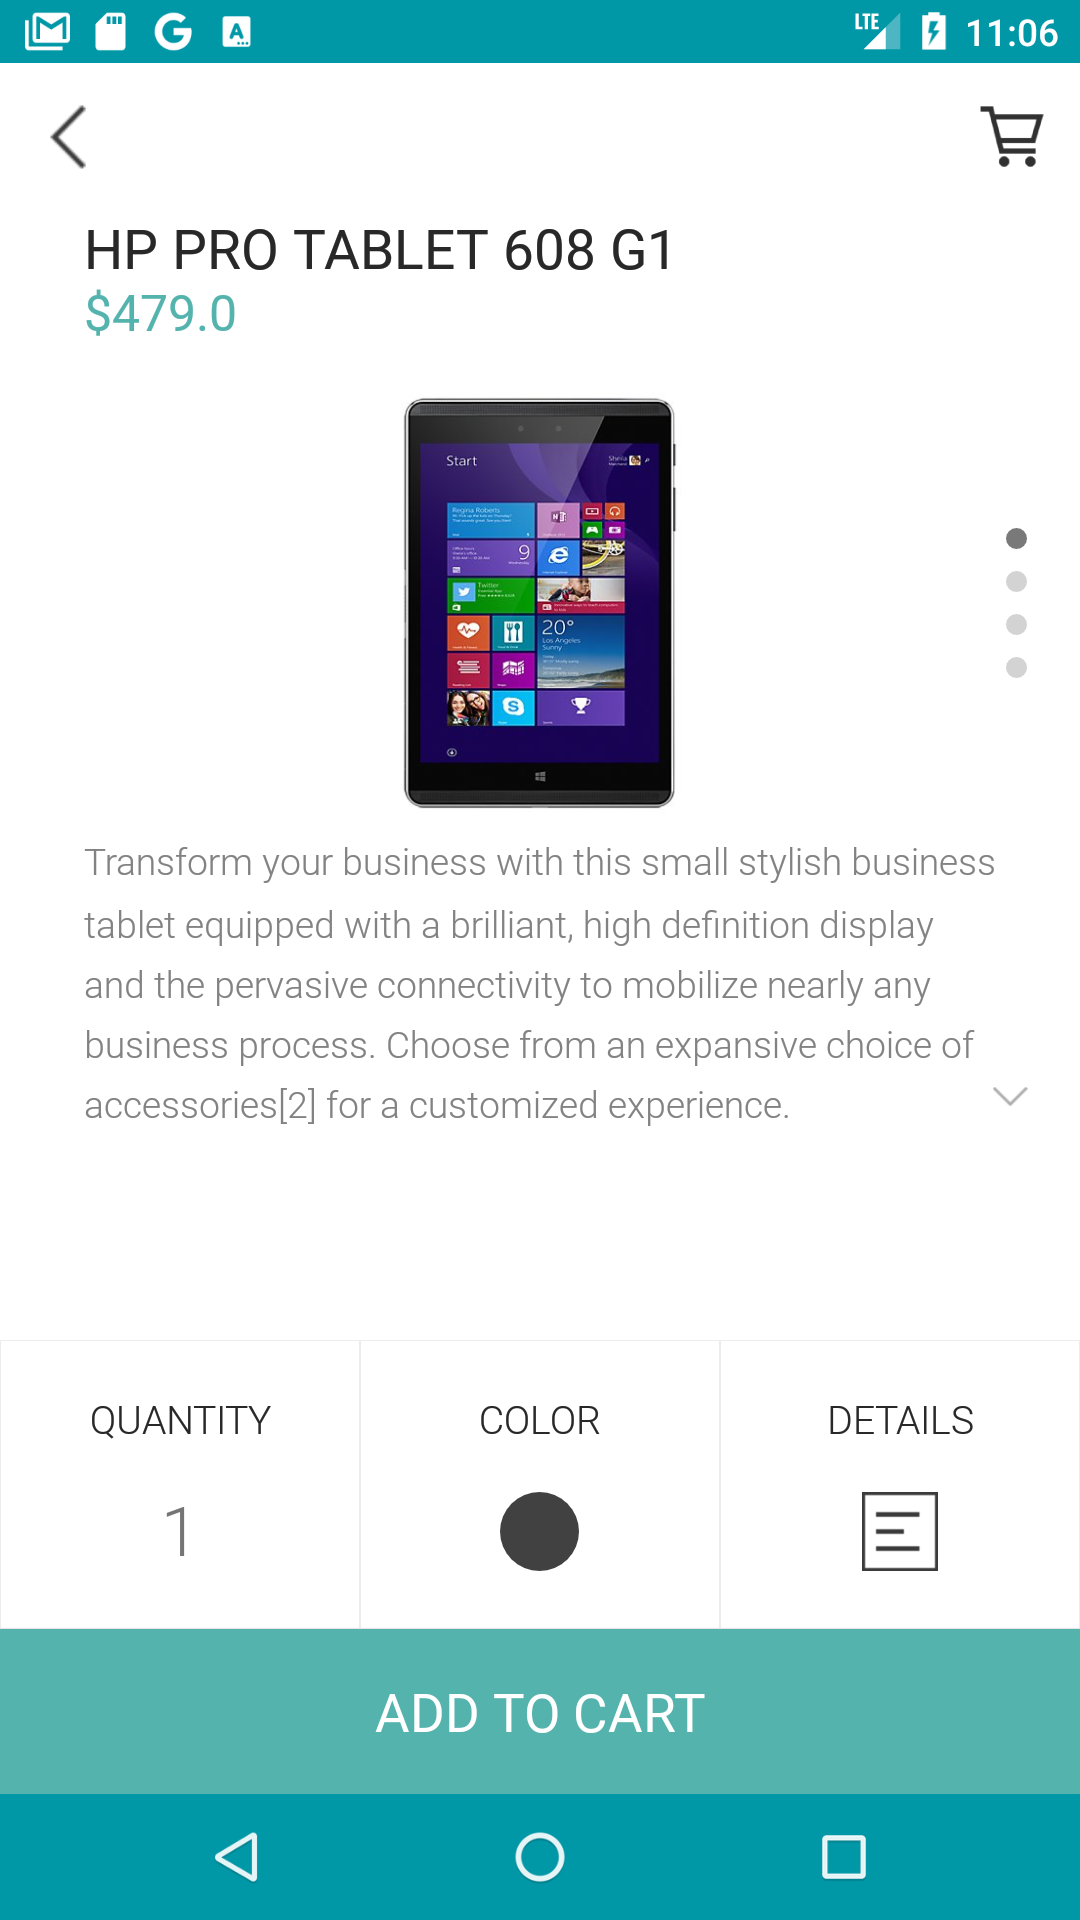 LTE 11:06
HP PRO TABLET 608 G1
$479.0
Start
Regina Roberts
9
Twitter
20°
Los Angeles
Sunny
Transform your business with this small stylish business
tablet equipped with a brilliant, high definition display
and the pervasive connectivity to mobilize nearly any
business process. Choose from an expansive choice of
accessories[2] for a customized experience.
QUANTITY COLOR DETAILS
1
ADD TO CART